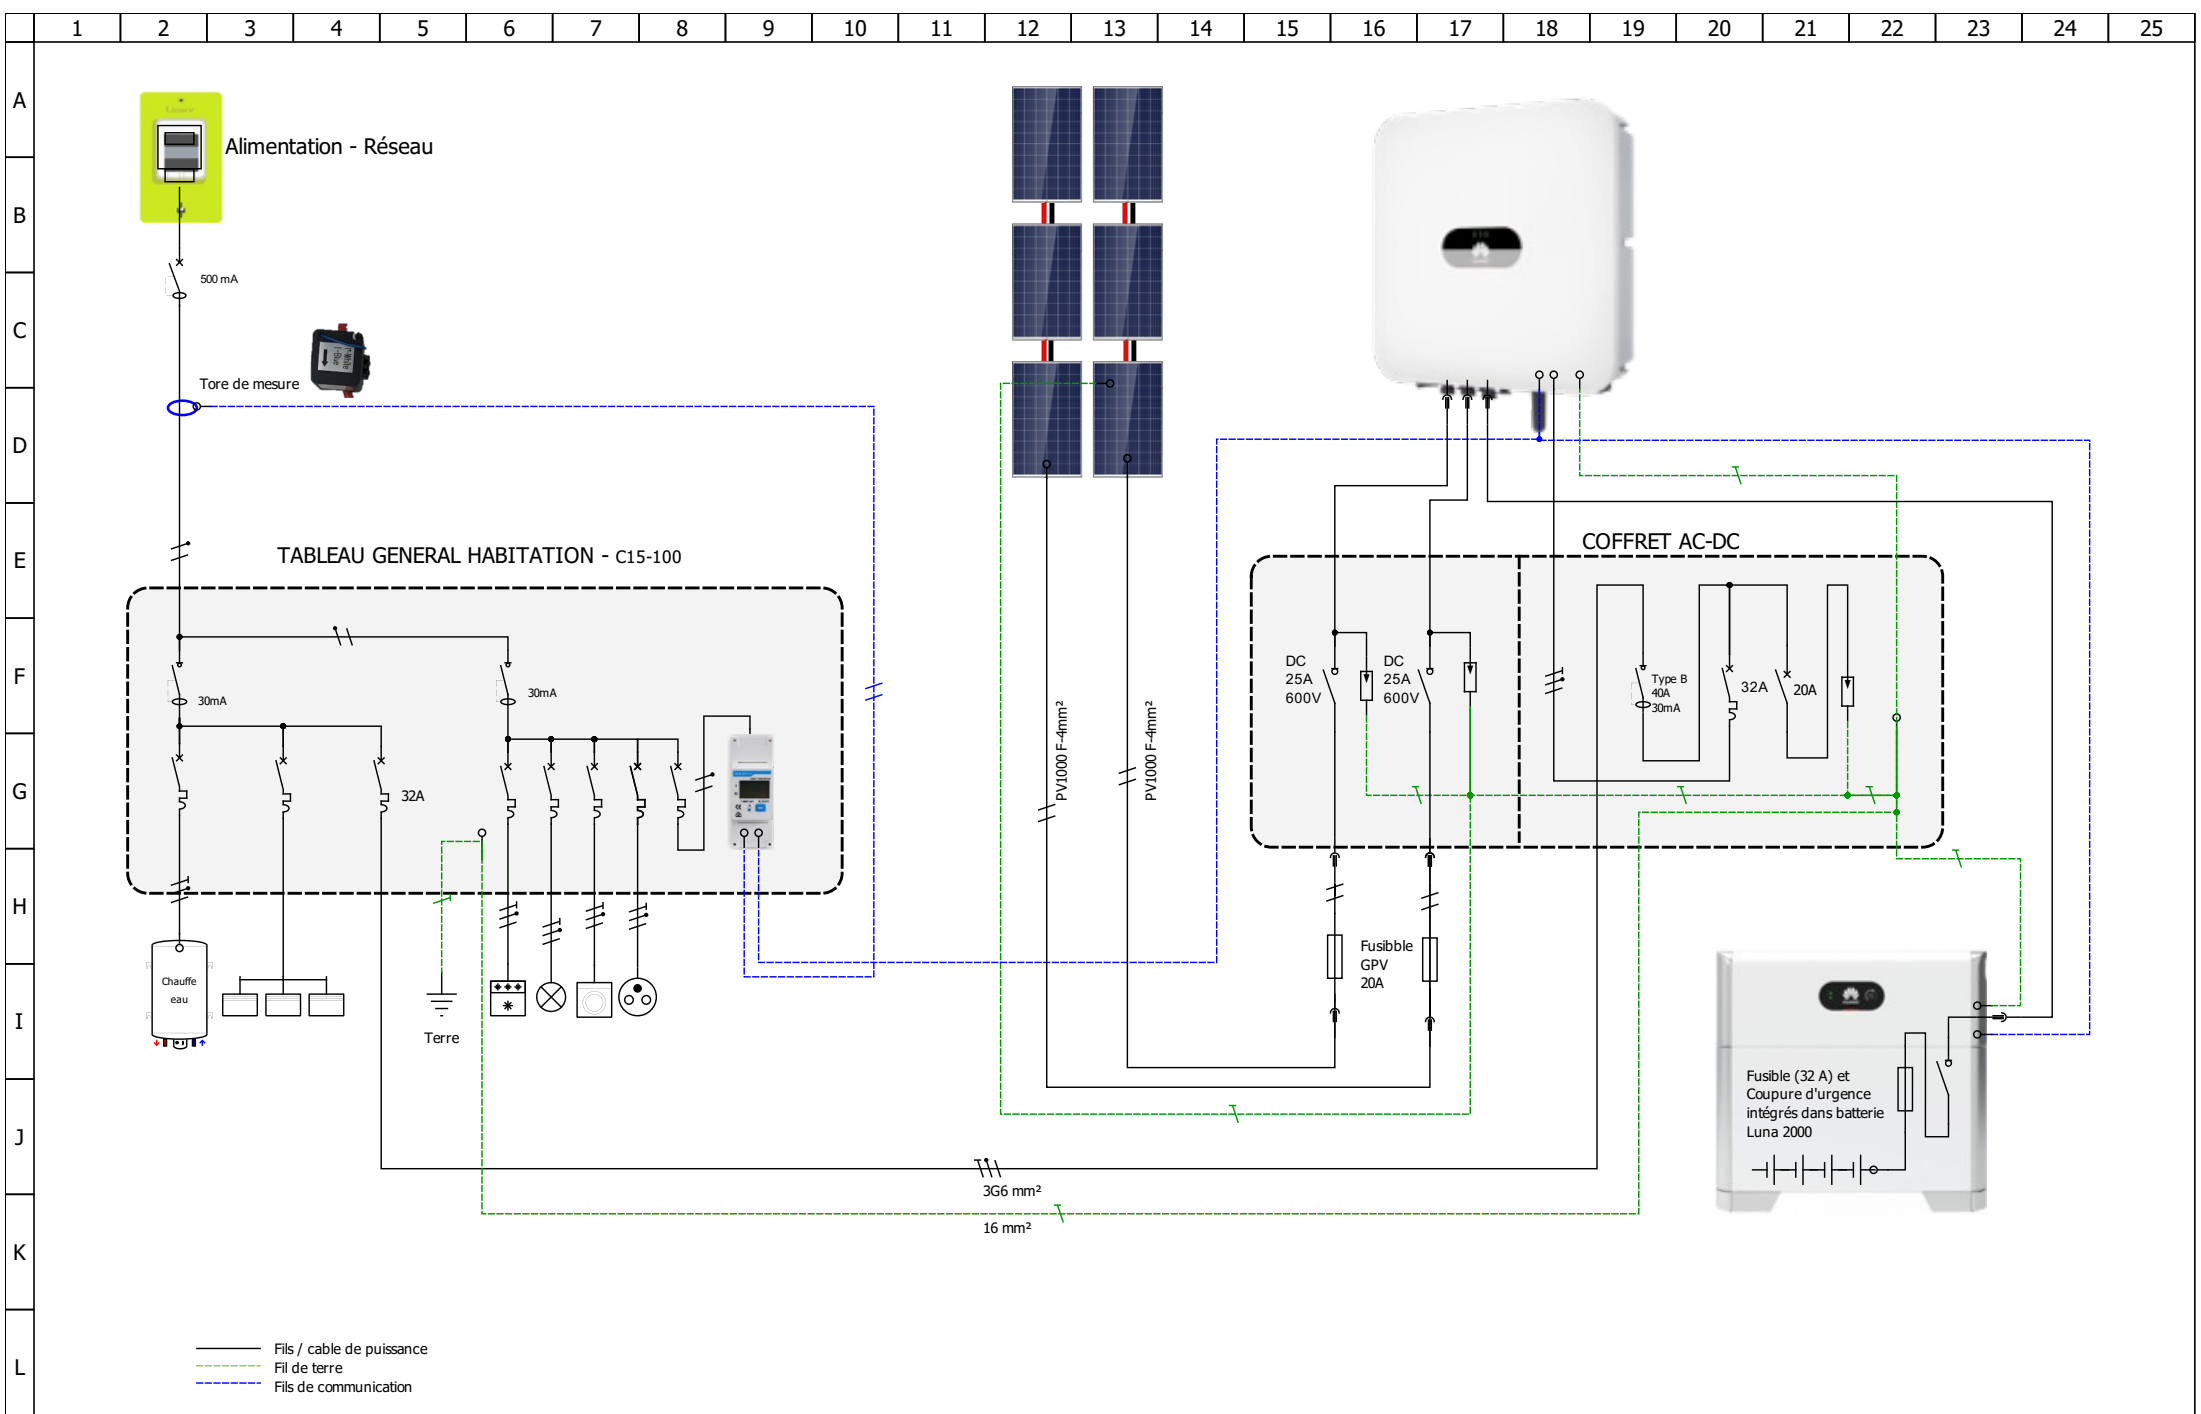 1 2 3 4 5 6 7 8 9 10 11 12 13 14 15 16 17 18 19 20 21 22 23 24 25
A
B
C
D
E
F
G
H
I
J
K
L
Linky
Alimentation - Réseau
500 mA
Tore de mesure
TABLEAU GENERAL HABITATION - C15-100
30mA
30mA
32A
Chauffe
eau
Terre
PV1000 F-4mm²
PV1000 F-4mm²
COFFRET AC-DC
DC
25A
600V
DC
25A
600V
Type B
40A
30mA
32A
20A
Fusibble
GPV
20A
Fusible (32 A) et
Coupure d'urgence
intégrés dans batterie
Luna 2000
3G6 mm²
16 mm²
Fils / cable de puissance
Fil de terre
Fils de communication